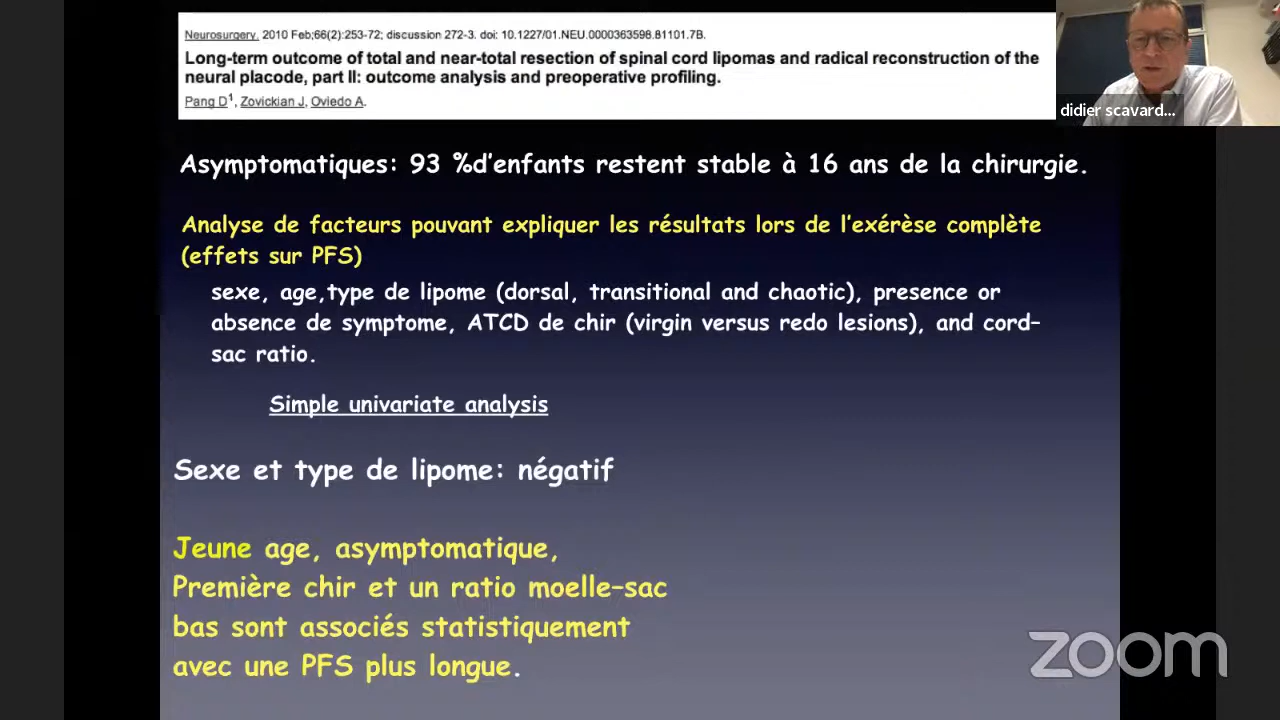 Neurosurgery. 2010 Feb;66(2):253-72; discussion 272-3. doi: 10.1227/01.NEU.0000363598.81101.7B.
Long-term outcome of total and near-total resection of spinal cord lipomas and radical reconstruction of the
neural placode, part II: outcome analysis and preoperative profiling.
Pang D1, Zovickian J, Oviedo A.
didier scavard...
Asymptomatiques: 93 %d'enfants restent stable à 16 ans de la chirurgie.
Analyse de facteurs pouvant expliquer les résultats lors de l'exérèse complète
(effets sur PFS)
sexe, age,type de lipome (dorsal, transitional and chaotic), presence or
absence de symptome, ATCD de chir (virgin versus redo lesions), and cord-
sac ratio.
Simple univariate analysis
Sexe et type de lipome: négatif
Jeune age, asymptomatique,
Première chir et un ratio moelle-sac
bas sont associés statistiquement
avec une PFS plus longue.
zoom